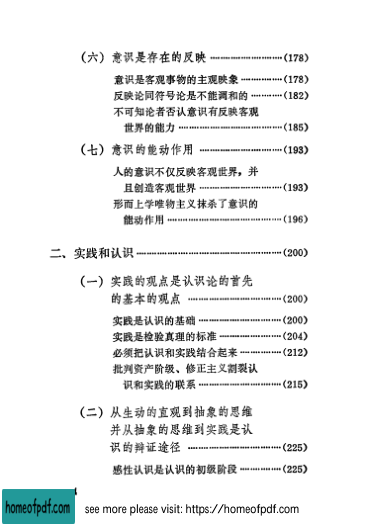 （六）意识是存在的反映 ……………………(178)
意识是客观事物的主观映象 ……………(178)
反映论同符号论是不能调和的 …………(182)
不可知论者否认意识有反映客观
世界的能力 ………………………………(185)
（七）意识的能动作用 ………………………(193)
人的意识不仅反映客观世界，并
且创造客观世界 …………………………(193)
形而上学唯物主义抹杀了意识的
能动作用 …………………………………(196)
二、实践和认识 ………………………………………(200)
（一）实践的观点是认识论的首先
的基本的观点 ……………………………(200)
实践是认识的基础 ………………………(200)
实践是检验真理的标准 …………………(204)
必须把认识和实践结合起来 ……………(212)
批判资产阶级、修正主义割裂认
识和实践的联系 …………………………(215)
（二）从生动的直观到抽象的思维
并从抽象的思维到实践是认
识的辩证途径 ……………………………(225)
感性认识是认识的初级阶段 ……………(225)
homeofpdf.com
see more please visit: https://homeofpdf.com